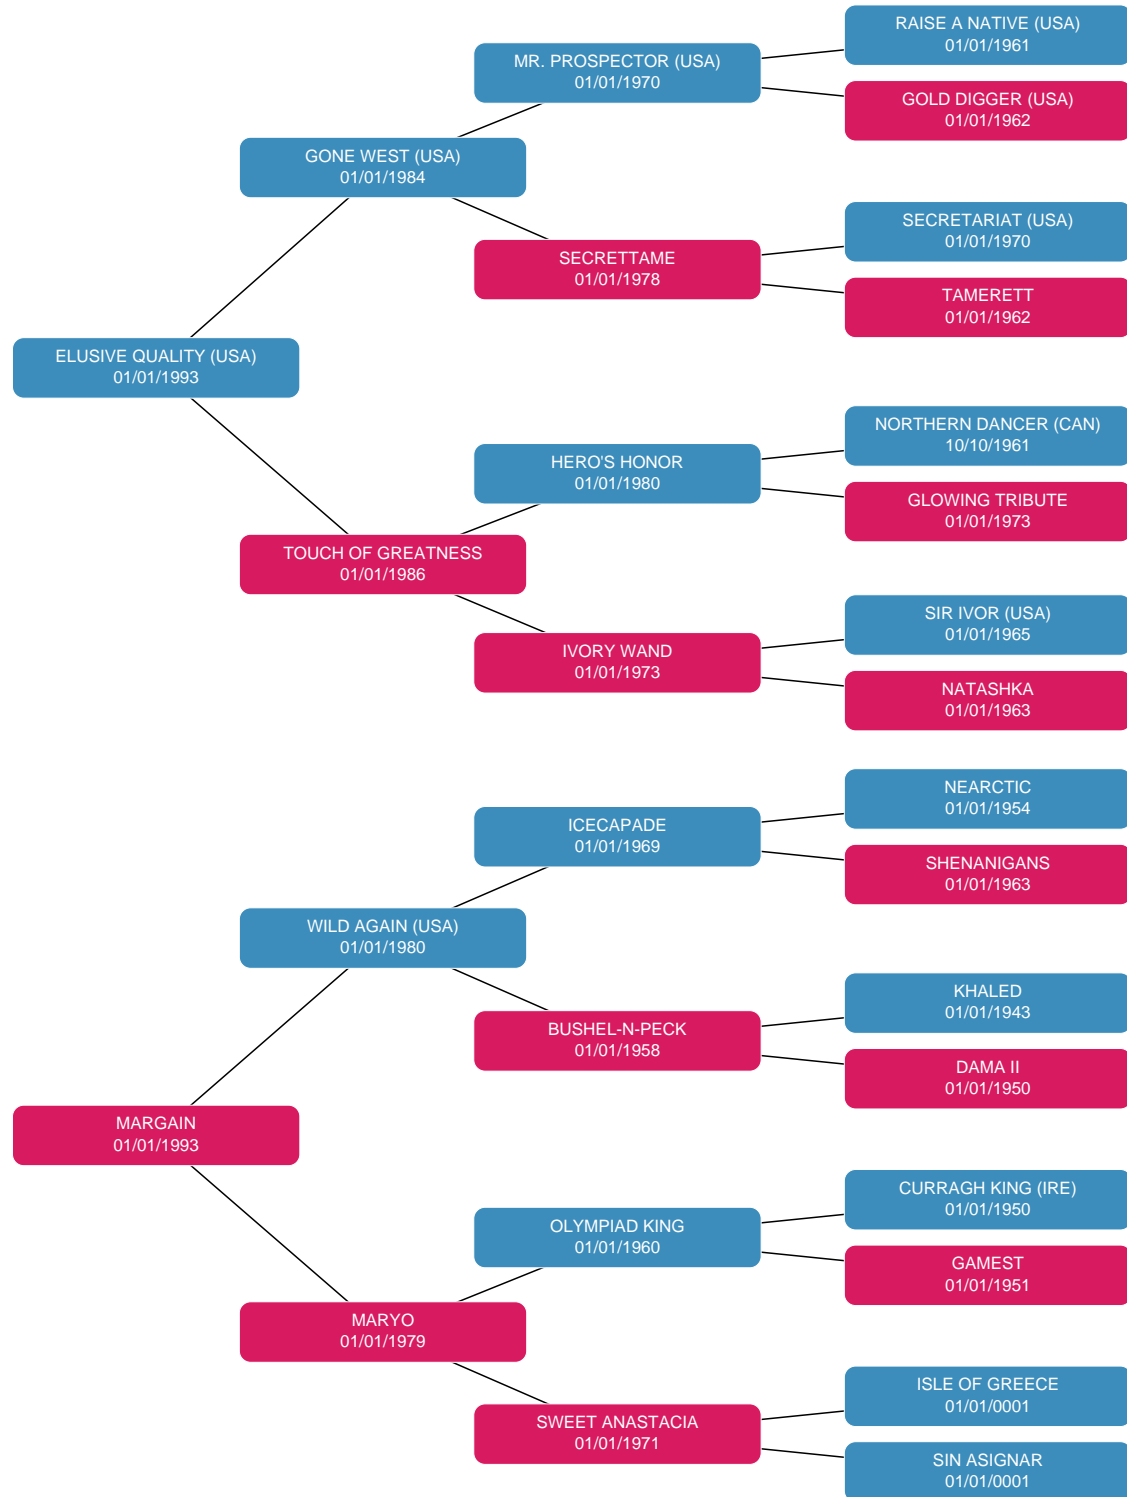 RAISE A NATIVE (USA)
01/01/1961
MR. PROSPECTOR (USA)
01/01/1970
GOLD DIGGER (USA)
01/01/1962
GONE WEST (USA)
01/01/1984
SECRETARIAT (USA)
01/01/1970
SECRETTAME
01/01/1978
TAMERETT
01/01/1962
ELUSIVE QUALITY (USA)
01/01/1993
NORTHERN DANCER (CAN)
10/10/1961
HERO'S HONOR
01/01/1980
GLOWING TRIBUTE
01/01/1973
TOUCH OF GREATNESS
01/01/1986
SIR IVOR (USA)
01/01/1965
IVORY WAND
01/01/1973
NATASHKA
01/01/1963
NEARCTIC
01/01/1954
ICECAPADE
01/01/1969
SHENANIGANS
01/01/1963
WILD AGAIN (USA)
01/01/1980
KHALED
01/01/1943
BUSHEL-N-PECK
01/01/1958
DAMA II
01/01/1950
MARGAIN
01/01/1993
CURRAGH KING (IRE)
01/01/1950
OLYMPIAD KING
01/01/1960
GAMEST
01/01/1951
MARYO
01/01/1979
ISLE OF GREECE
01/01/0001
SWEET ANASTACIA
01/01/1971
SIN ASIGNAR
01/01/0001